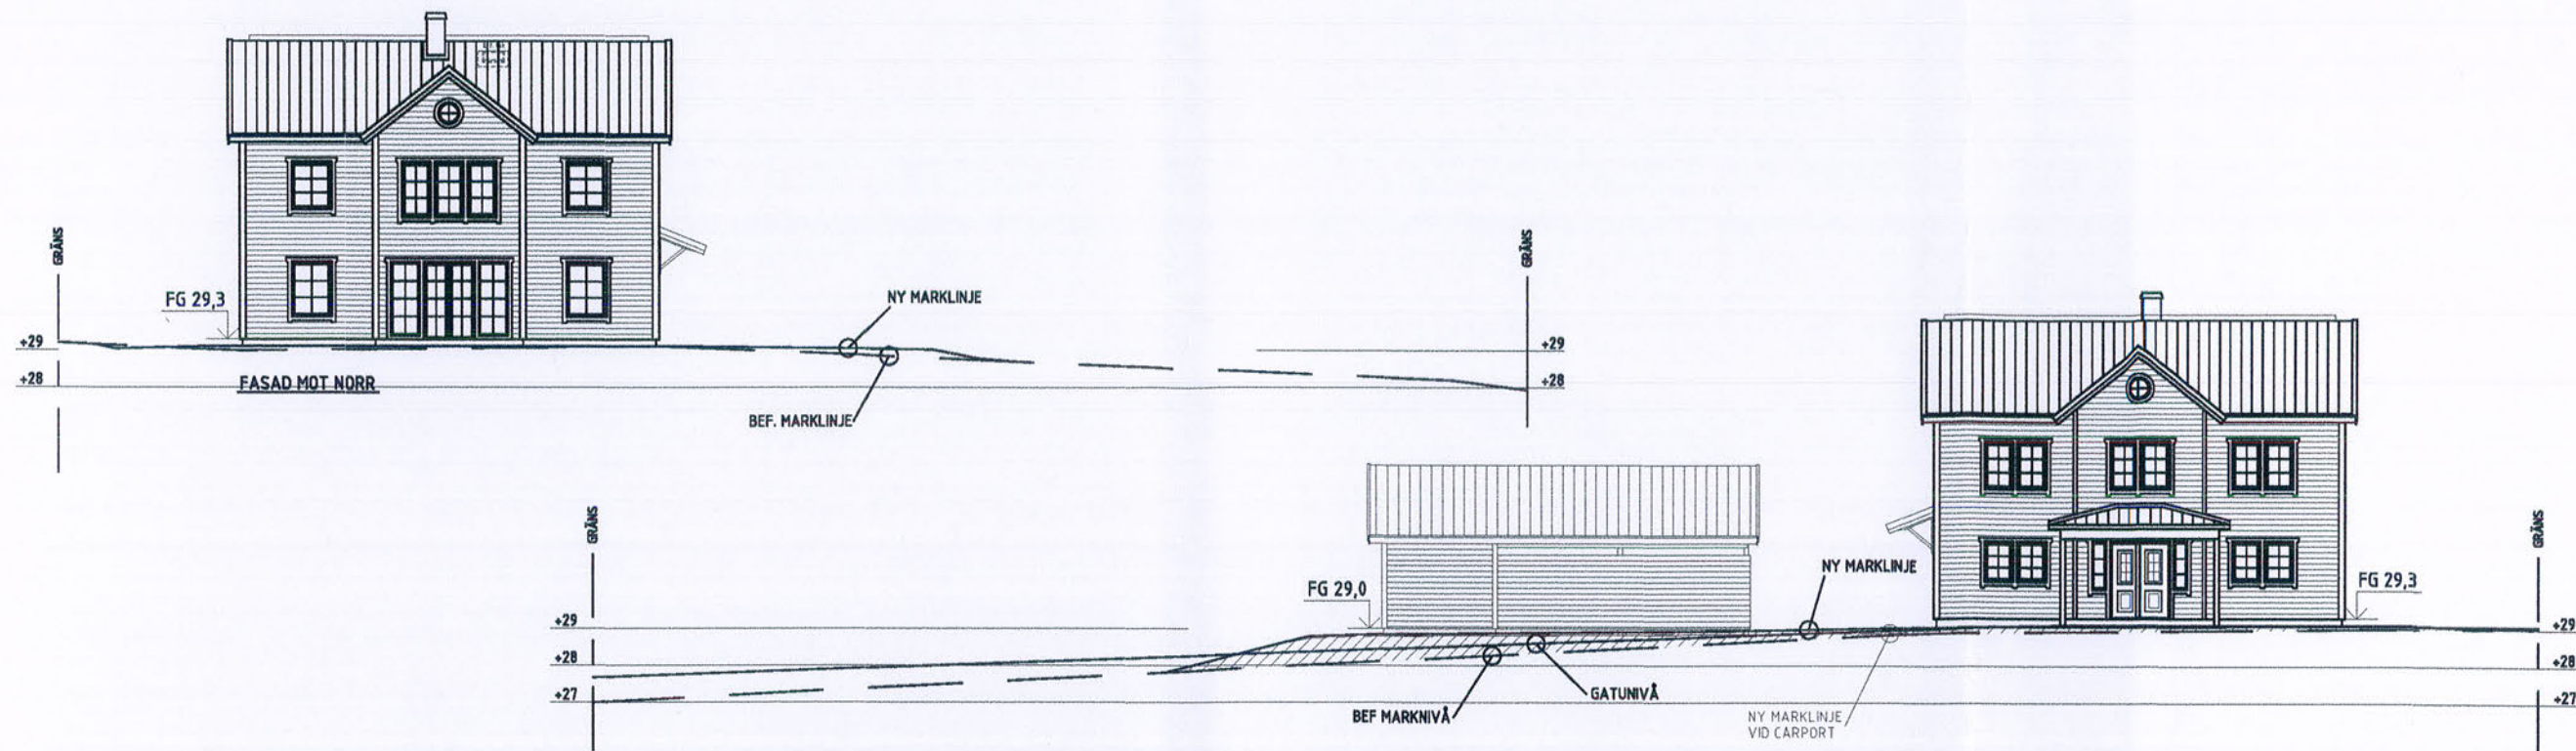 GRÄNS
FG 29,3
+29
+28
FASAD MOT NORR
NY MARKLINJE
BEF. MARKLINJE
GRÄNS
+29
+28
GRÄNS
+29
+28
+27
FG 29,0
NY MARKLINJE
GATUNIVÅ
BEF MARKNIVÅ
NY MARKLINJE
VID CARPORT
FG 29,3
GRÄNS
+29
+28
+27